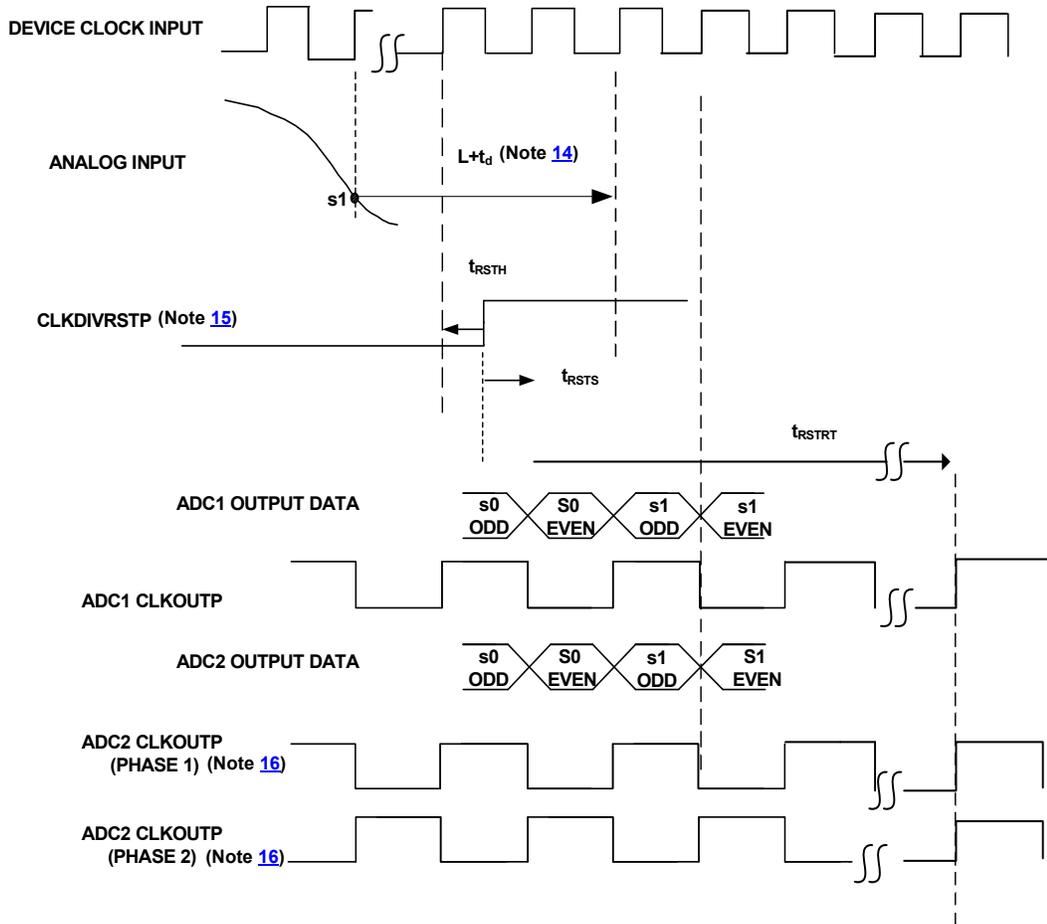 DEVICE CLOCK INPUT
L+td (Note 14)
ANALOG INPUT
s1
tRSTH
CLKDIVRSTP (Note 15)
tRSTS
tRSTRT
ADC1 OUTPUT DATA
s0 S0 s1 s1
ODD EVEN ODD EVEN
ADC1 CLKOUTP
ADC2 OUTPUT DATA
s0 S0 s1 S1
ODD EVEN ODD EVEN
ADC2 CLKOUTP
(PHASE 1) (Note 16)
ADC2 CLKOUTP
(PHASE 2) (Note 16)